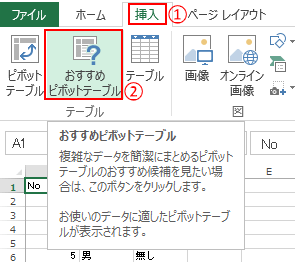 ファイル ホーム 挿入 ① ページ レイアウト
ピボット
テーブル
おすすめ
ピボットテーブル
②
テーブル
画像
オンライン
画像
テーブル
図
A1
No
E
1 No
おすすめピボットテーブル
複雑なデータを簡潔にまとめるピボット
テーブルのおすすめ候補を見たい場
合は、このボタンをクリックします。
お使いのデータに適したピボットテーブ
ルが表示されます。
6 5 男 無し